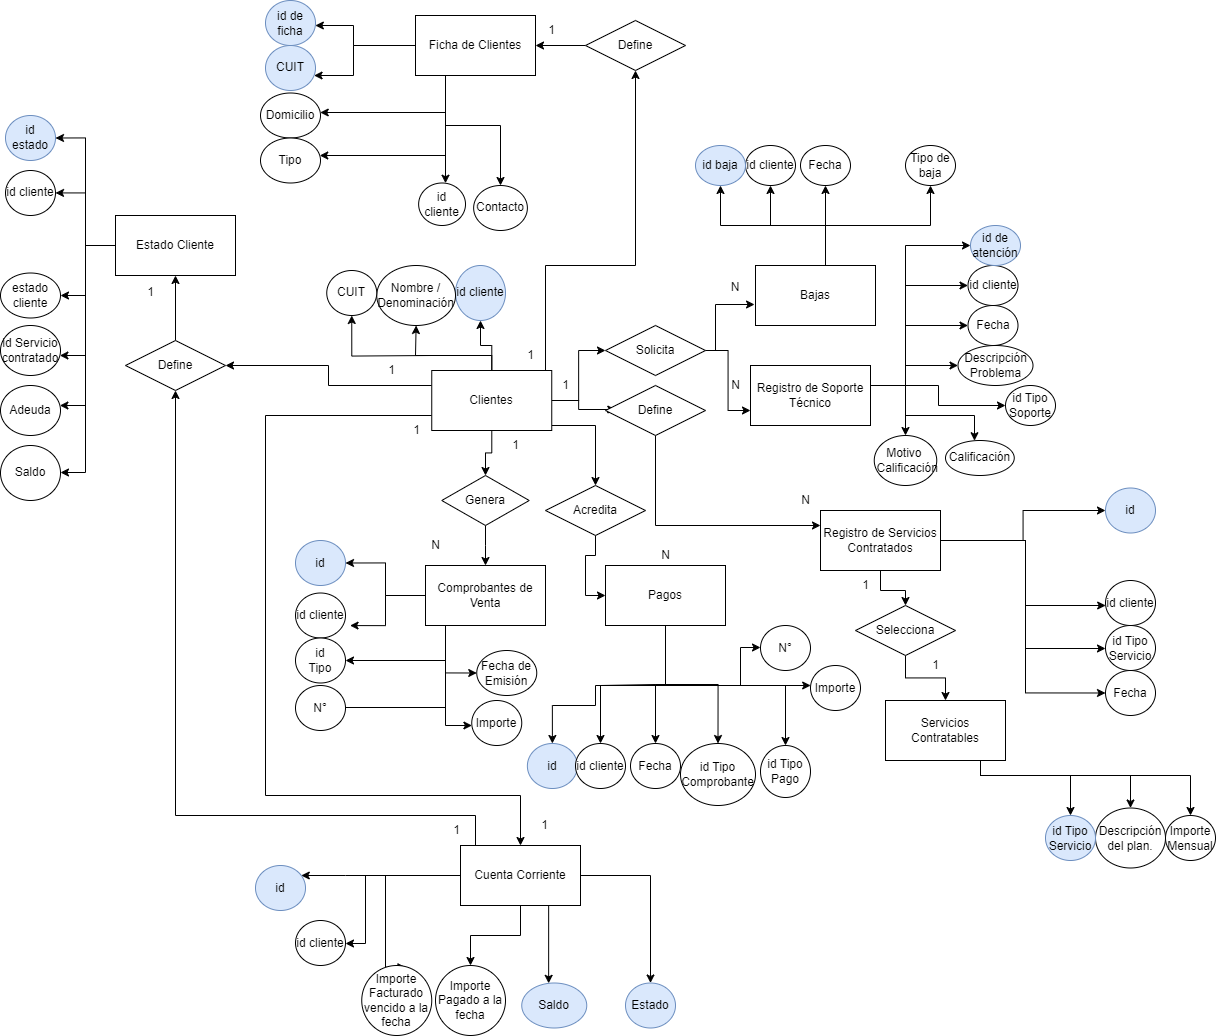 id de
ficha
CUIT
Ficha de Clientes
1
Define
Domicilio
Tipo
id
cliente
Contacto
id
estado
id cliente
Estado Cliente
1
estado
cliente
id Servicio
contratado
Adeuda
Saldo
Define
1
CUIT
Nombre /
Denominación
id cliente
1
Clientes
1
1
1
id baja
id cliente
Fecha
Tipo de
baja
N
Bajas
Solicita
N
Registro de Soporte
Técnico
Define
id de
atención
id cliente
Fecha
Descripción
Problema
id Tipo
Soporte
Motivo
Calificación
Calificación
Genera
Acredita
N
N
N
id
id cliente
id
Tipo
N°
Comprobantes de
Venta
Fecha de
Emisión
Importe
Pagos
N°
Importe
id
id cliente
Fecha
id Tipo
Comprobante
id Tipo
Pago
Registro de Servicios
Contratados
id
id cliente
id Tipo
Servicio
Fecha
1
Selecciona
1
Servicios
Contratables
id Tipo
Servicio
Descripción
del plan.
Importe
Mensual
1
1
Cuenta Corriente
id
id cliente
Importe
Facturado
vencido a la
fecha
Importe
Pagado a la
fecha
Saldo
Estado